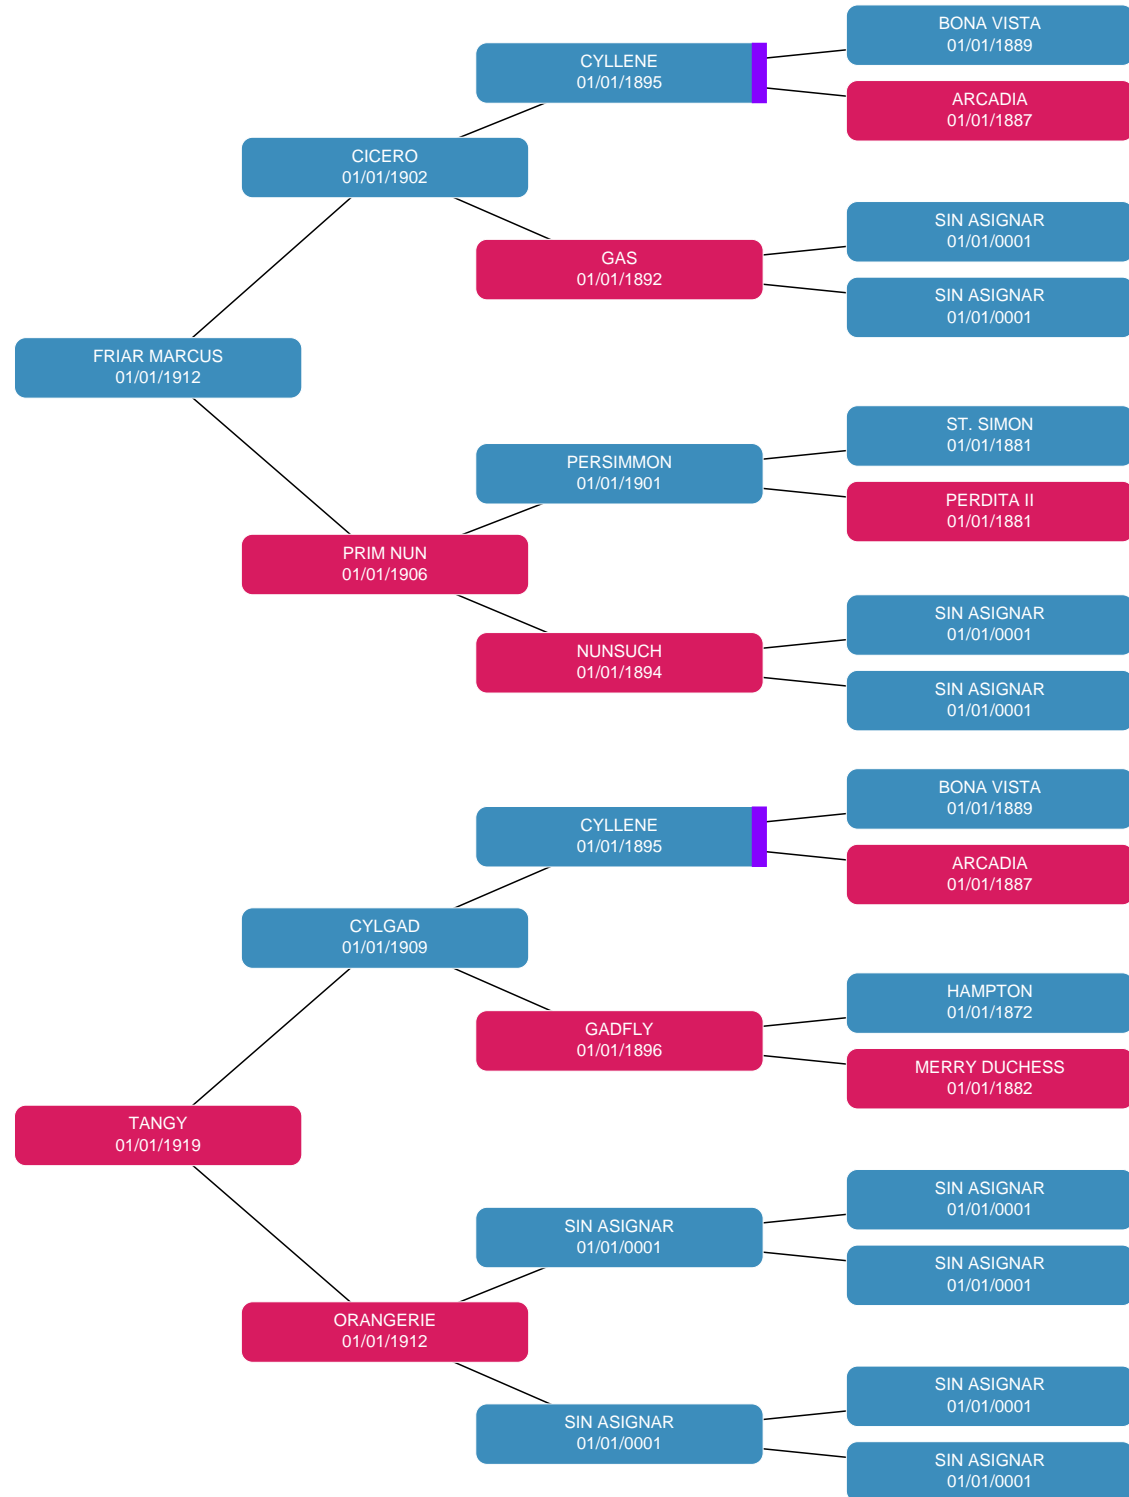 BONA VISTA
01/01/1889
CYLLENE
01/01/1895
ARCADIA
01/01/1887
CICERO
01/01/1902
SIN ASIGNAR
01/01/0001
GAS
01/01/1892
SIN ASIGNAR
01/01/0001
FRIAR MARCUS
01/01/1912
ST. SIMON
01/01/1881
PERSIMMON
01/01/1901
PERDITA II
01/01/1881
PRIM NUN
01/01/1906
SIN ASIGNAR
01/01/0001
NUNSUCH
01/01/1894
SIN ASIGNAR
01/01/0001
BONA VISTA
01/01/1889
CYLLENE
01/01/1895
ARCADIA
01/01/1887
CYLGAD
01/01/1909
HAMPTON
01/01/1872
GADFLY
01/01/1896
MERRY DUCHESS
01/01/1882
TANGY
01/01/1919
SIN ASIGNAR
01/01/0001
SIN ASIGNAR
01/01/0001
SIN ASIGNAR
01/01/0001
ORANGERIE
01/01/1912
SIN ASIGNAR
01/01/0001
SIN ASIGNAR
01/01/0001
SIN ASIGNAR
01/01/0001